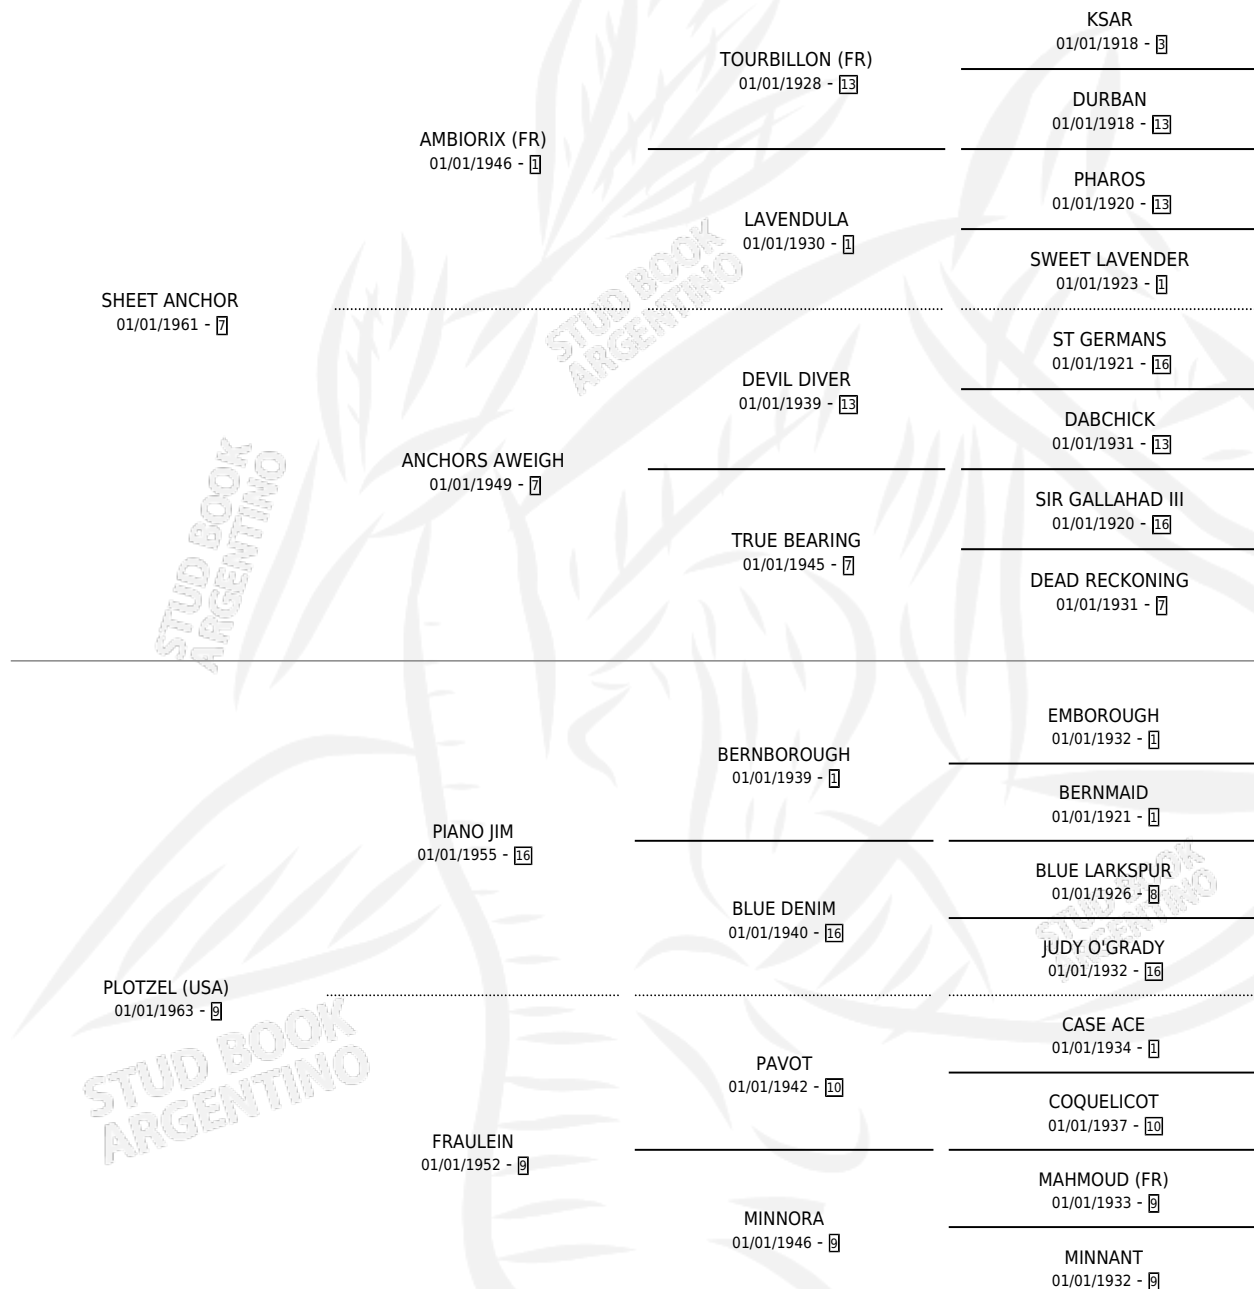 KSAR
01/01/1918 - 3
TOURBILLON (FR)
01/01/1928 - 13
DURBAN
01/01/1918 - 13
AMBIORIX (FR)
01/01/1946 - 1
PHAROS
01/01/1920 - 13
LAVENDULA
01/01/1930 - 1
SWEET LAVENDER
01/01/1923 - 1
SHEET ANCHOR
01/01/1961 - 7
STUD BOOK
ARGENTINO
ST GERMANS
01/01/1921 - 16
DEVIL DIVER
01/01/1939 - 13
DABCHICK
01/01/1931 - 13
ANCHORS AWEIGH
01/01/1949 - 7
SIR GALLAHAD III
01/01/1920 - 16
TRUE BEARING
01/01/1945 - 7
DEAD RECKONING
01/01/1931 - 7
STUD BOOK
ARGENTINO
EMBOROUGH
01/01/1932 - 1
BERNBOROUGH
01/01/1939 - 1
BERNMAID
01/01/1921 - 1
PIANO JIM
01/01/1955 - 16
BLUE LARKSPUR
01/01/1926 - 8
BLUE DENIM
01/01/1940 - 16
JUDY O'GRADY
01/01/1932 - 16
STUD BOOK
ARGENTINO
PLOTZEL (USA)
01/01/1963 - 9
CASE ACE
01/01/1934 - 1
PAVOT
01/01/1942 - 10
COQUELICOT
01/01/1937 - 10
STUD BOOK
ARGENTINO
FRAULEIN
01/01/1952 - 9
MAHMOUD (FR)
01/01/1933 - 9
MINNORA
01/01/1946 - 9
MINNANT
01/01/1932 - 9